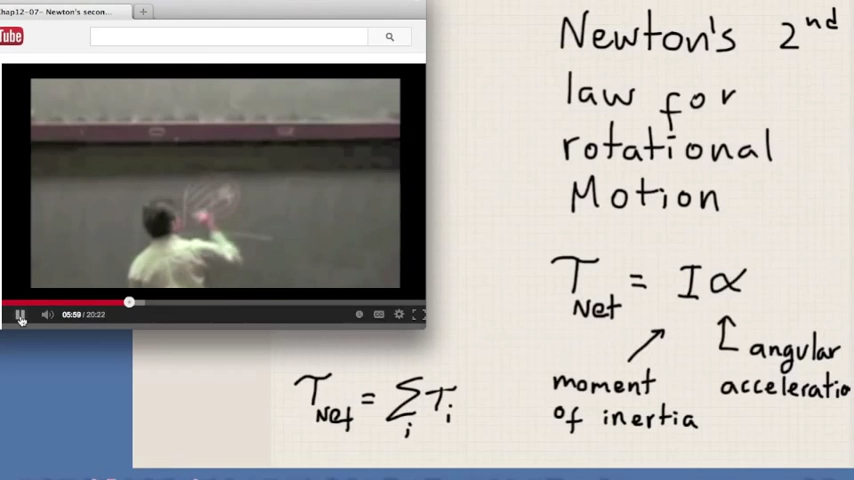 Chap12-07- Newton's secon...
Tube
05:59 / 20:22
Newton's 2nd
law for
rotational
Motion
τNet = Iα
moment
of inertia
angular
acceleratio
τNet = ∑i τi